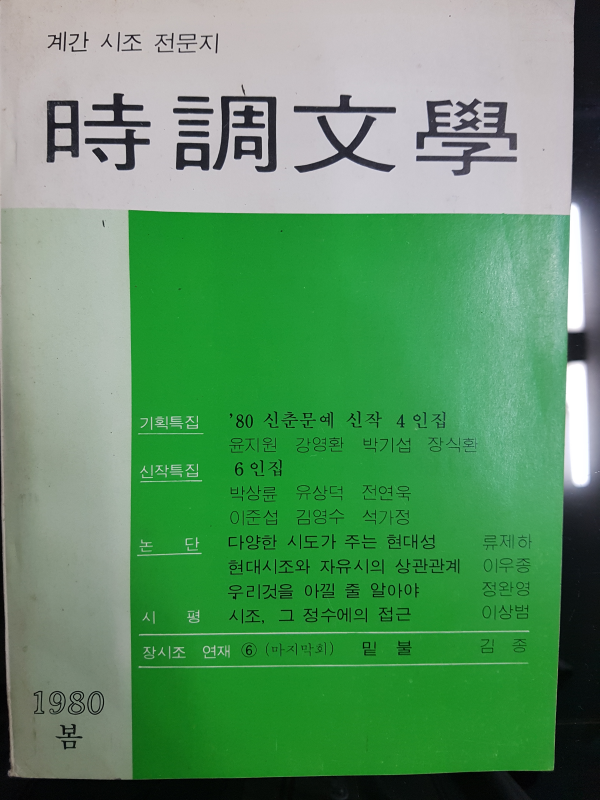 계간 시조 전문지
時調文學
기획특집 '80 신춘문예 신작 4인집
윤지원 강영환 박기섭 장식환
신작특집 6인집
박상륜 유상덕 전연욱
이준섭 김영수 석가정
논 단 다양한 시도가 주는 현대성 류제하
현대시조와 자유시의 상관관계 이우종
우리것을 아낄 줄 알아야 정완영
시 평 시조, 그 정수에의 접근 이상범
장시조 연재 ⑥ (마지막회) 밑 불 김 종
1980
봄